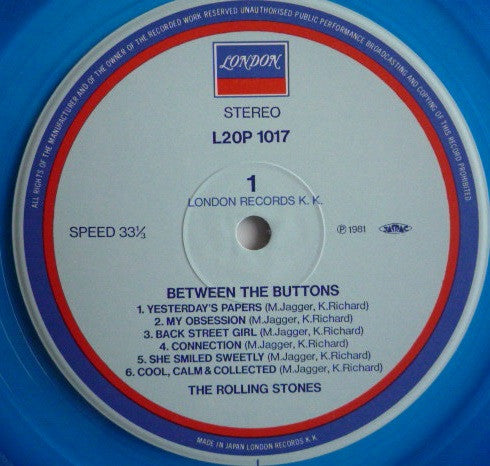 ALL RIGHTS OF THE MANUFACTURER AND OF THE OWNER OF THE RECORDED WORK RESERVED UNAUTHORISED PUBLIC PERFORMANCE BROADCASTING AND COPYING OF THIS RECORD PROHIBITED
LONDON
STEREO
L20P 1017
1
LONDON RECORDS K. K.
SPEED 33⅓
℗ 1981
JASRAC
BETWEEN THE BUTTONS
1. YESTERDAY'S PAPERS (M.Jagger, K.Richard)
2. MY OBSESSION (M.Jagger, K.Richard)
3. BACK STREET GIRL (M.Jagger, K.Richard)
4. CONNECTION (M.Jagger, K.Richard)
5. SHE SMILED SWEETLY (M.Jagger, K.Richard)
6. COOL, CALM & COLLECTED (M.Jagger, K.Richard)
THE ROLLING STONES
MADE IN JAPAN LONDON RECORDS K. K.